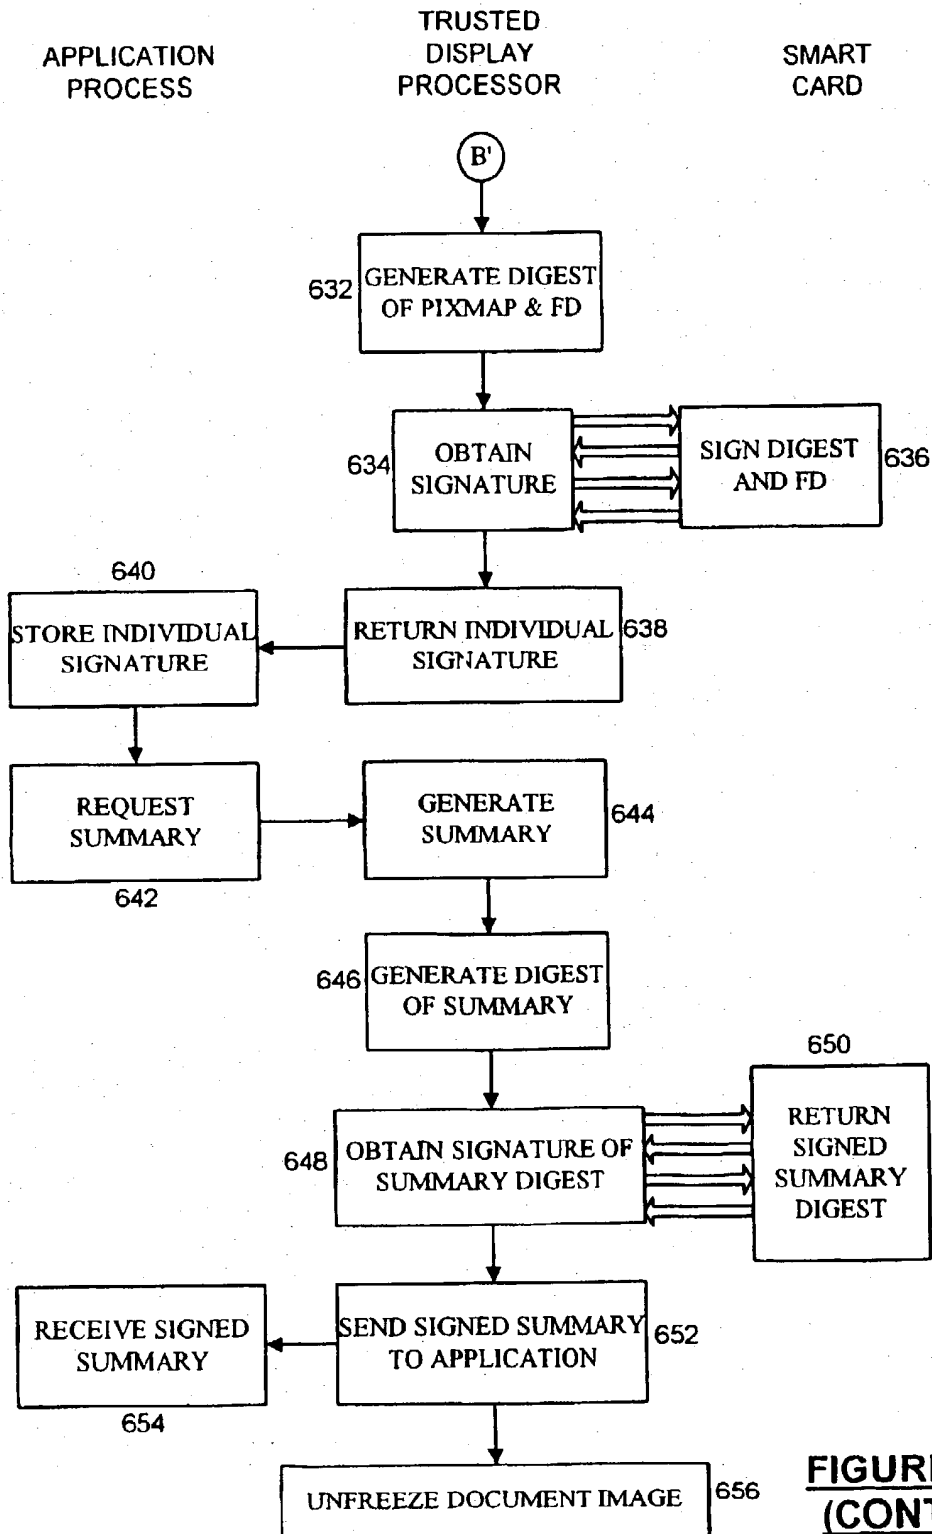 APPLICATION
PROCESS
TRUSTED
DISPLAY
PROCESSOR
SMART
CARD
B'
632
GENERATE DIGEST
OF PIXMAP & FD
634
OBTAIN
SIGNATURE
SIGN DIGEST
AND FD
636
640
STORE INDIVIDUAL
SIGNATURE
RETURN INDIVIDUAL
SIGNATURE
638
REQUEST
SUMMARY
642
GENERATE
SUMMARY
644
646
GENERATE DIGEST
OF SUMMARY
650
648
OBTAIN SIGNATURE OF
SUMMARY DIGEST
RETURN
SIGNED
SUMMARY
DIGEST
RECEIVE SIGNED
SUMMARY
654
SEND SIGNED SUMMARY
TO APPLICATION
652
UNFREEZE DOCUMENT IMAGE
656